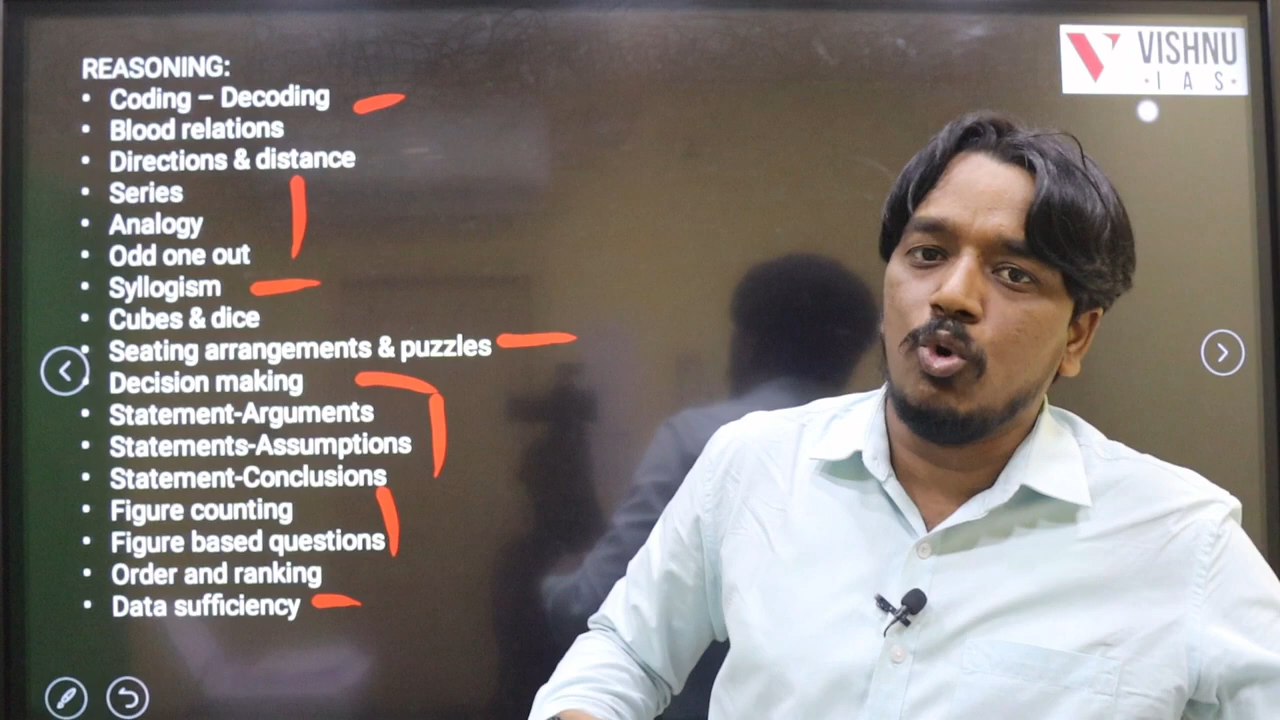 REASONING:
• Coding – Decoding
• Blood relations
• Directions & distance
• Series
• Analogy
• Odd one out
• Syllogism
• Cubes & dice
• Seating arrangements & puzzles
• Decision making
• Statement-Arguments
• Statements-Assumptions
• Statement-Conclusions
• Figure counting
• Figure based questions
• Order and ranking
• Data sufficiency
VISHNU
· I A S ·